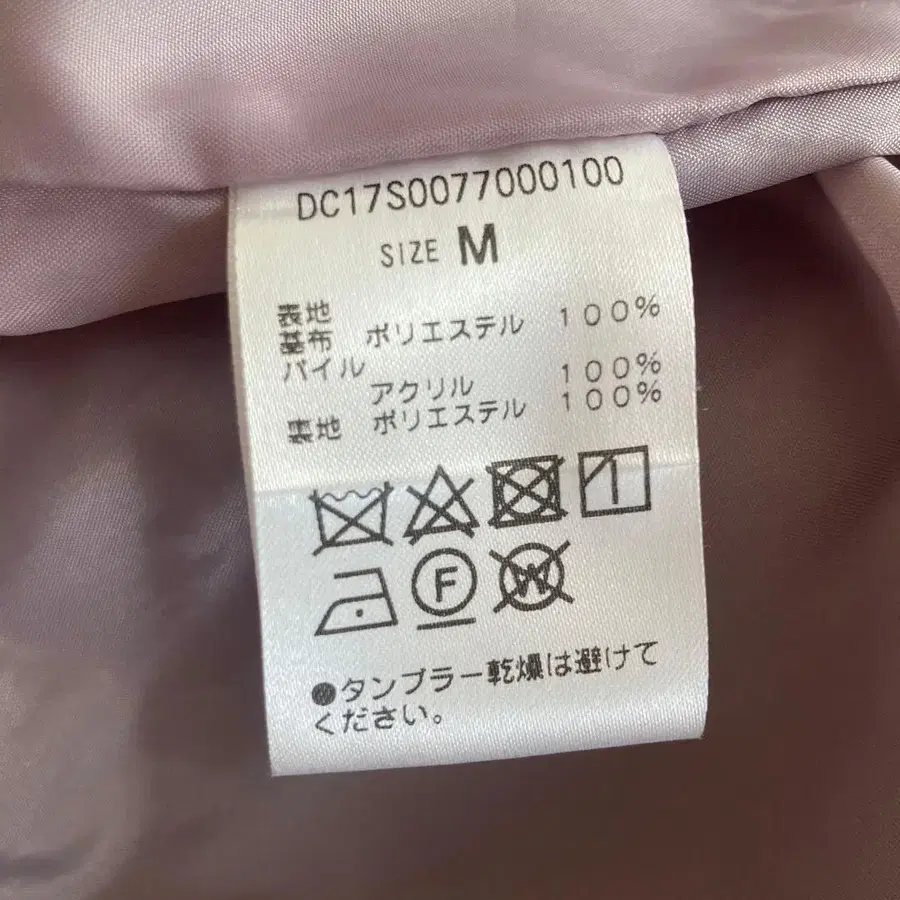 DC17S0077000100
SIZE M
表地
基布 ポリエステル 100%
パイル
アクリル 100%
裏地 ポリエステル 100%
F
W
●タンブラー乾燥は避けて
ください。